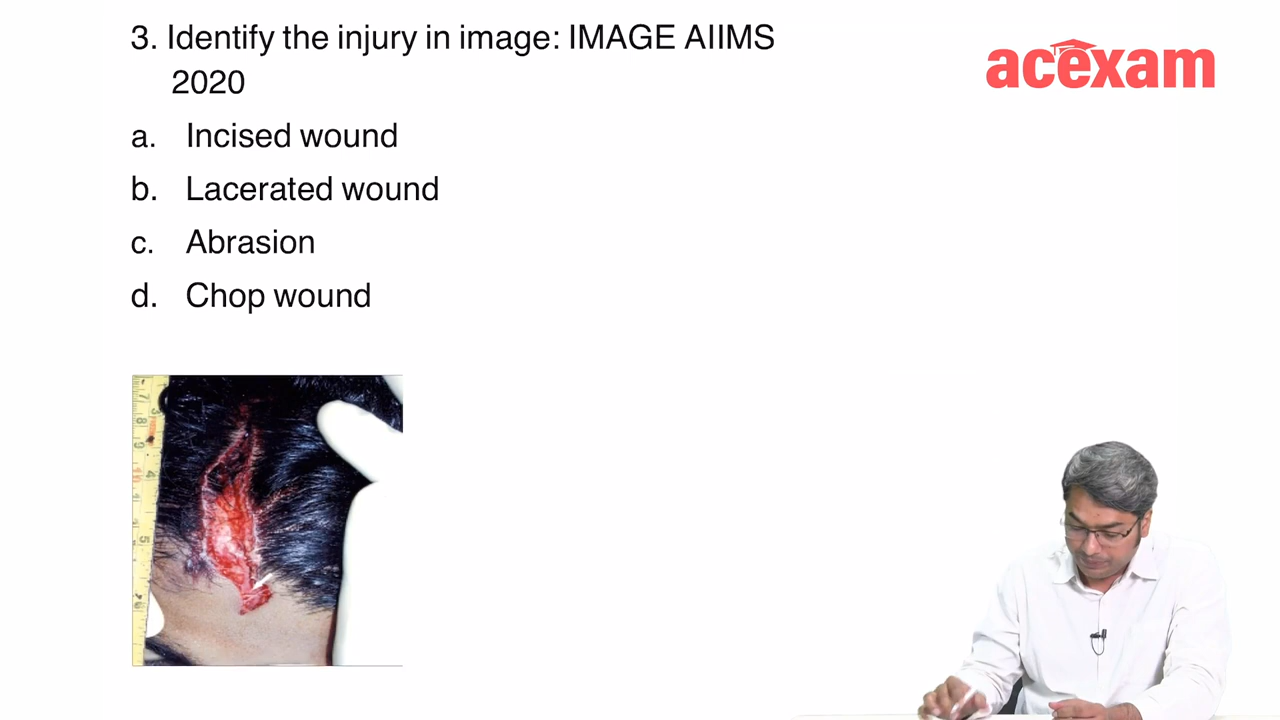 3. Identify the injury in image: IMAGE AIIMS
2020
acexam
a. Incised wound
b. Lacerated wound
c. Abrasion
d. Chop wound